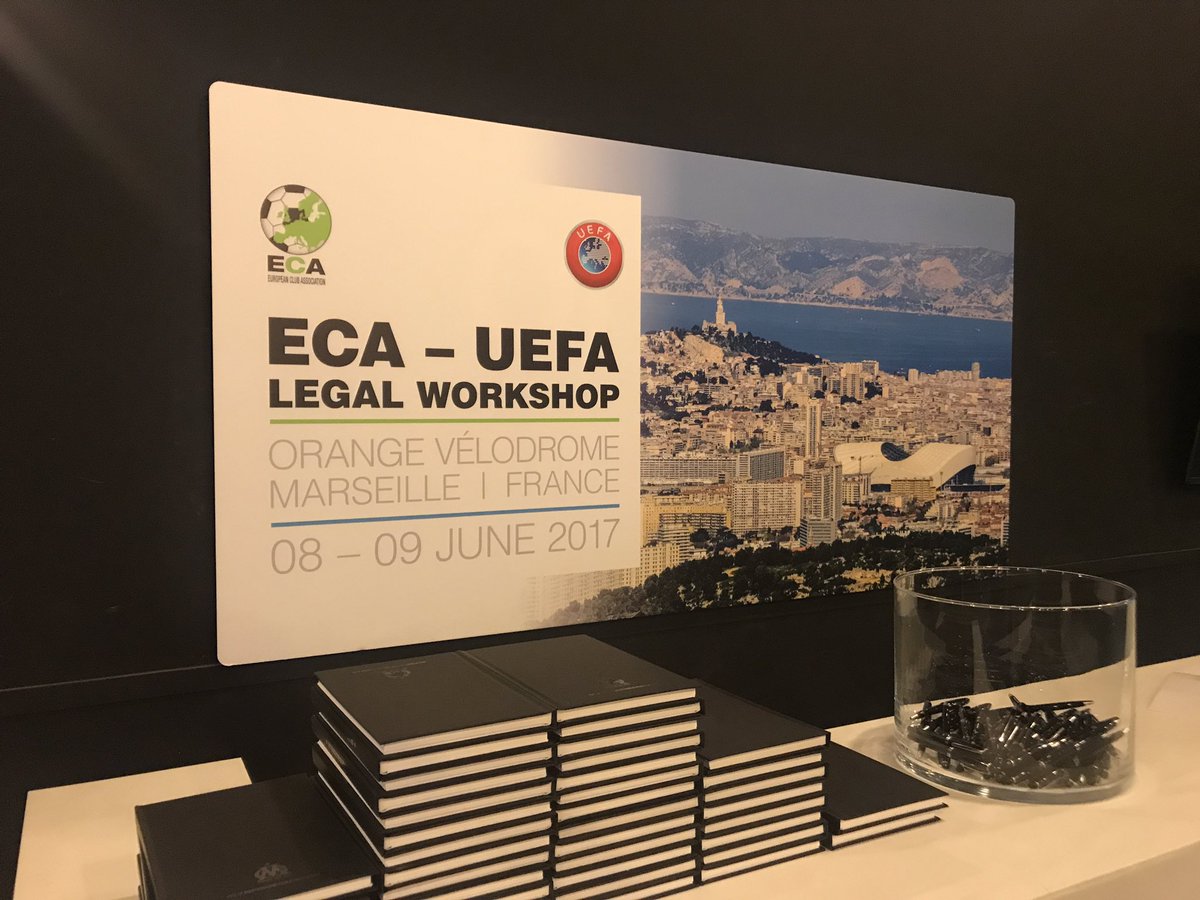 ECA
EUROPEAN CLUB ASSOCIATION
UEFA
ECA – UEFA
LEGAL WORKSHOP
ORANGE VÉLODROME
MARSEILLE | FRANCE
08 – 09 JUNE 2017